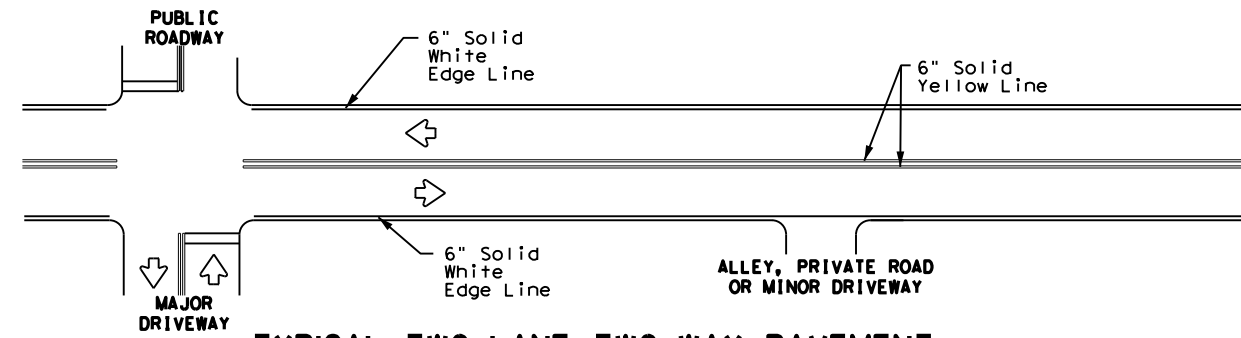 PUBLIC
ROADWAY
6" Solid
White
Edge Line
6" Solid
Yellow Line
6" Solid
White
Edge Line
ALLEY, PRIVATE ROAD
OR MINOR DRIVEWAY
MAJOR
DRIVEWAY